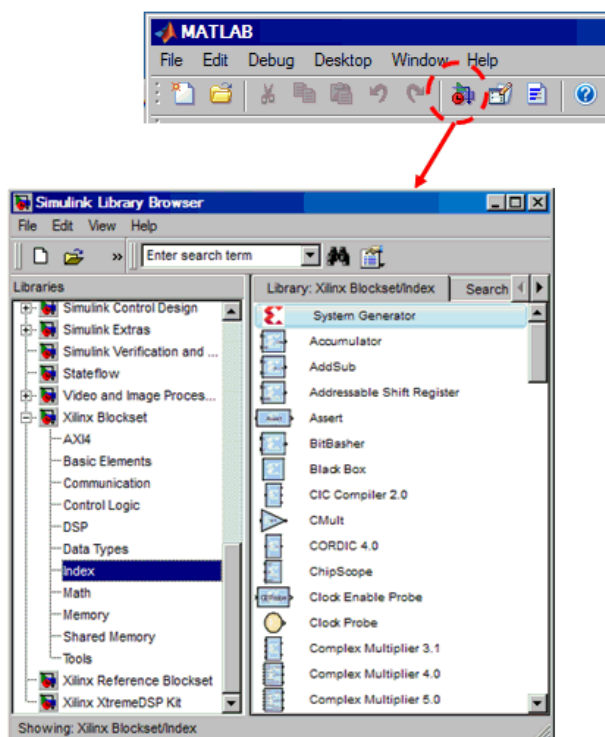 MATLAB
File Edit Debug Desktop Window Help
Simulink Library Browser
File Edit View Help
» Enter search term
Libraries
Simulink Control Design
Simulink Extras
Simulink Verification and ...
Stateflow
Video and Image Proces...
Xilinx Blockset
AXI4
Basic Elements
Communication
Control Logic
DSP
Data Types
Index
Math
Memory
Shared Memory
Tools
Xilinx Reference Blockset
Xilinx XtremeDSP Kit
Library: Xilinx Blockset/Index Search
System Generator
Accumulator
AddSub
Addressable Shift Register
Assert
BitBasher
Black Box
CIC Compiler 2.0
CMult
CORDIC 4.0
ChipScope
Clock Enable Probe
Clock Probe
Complex Multiplier 3.1
Complex Multiplier 4.0
Complex Multiplier 5.0
Showing: Xilinx Blockset/Index